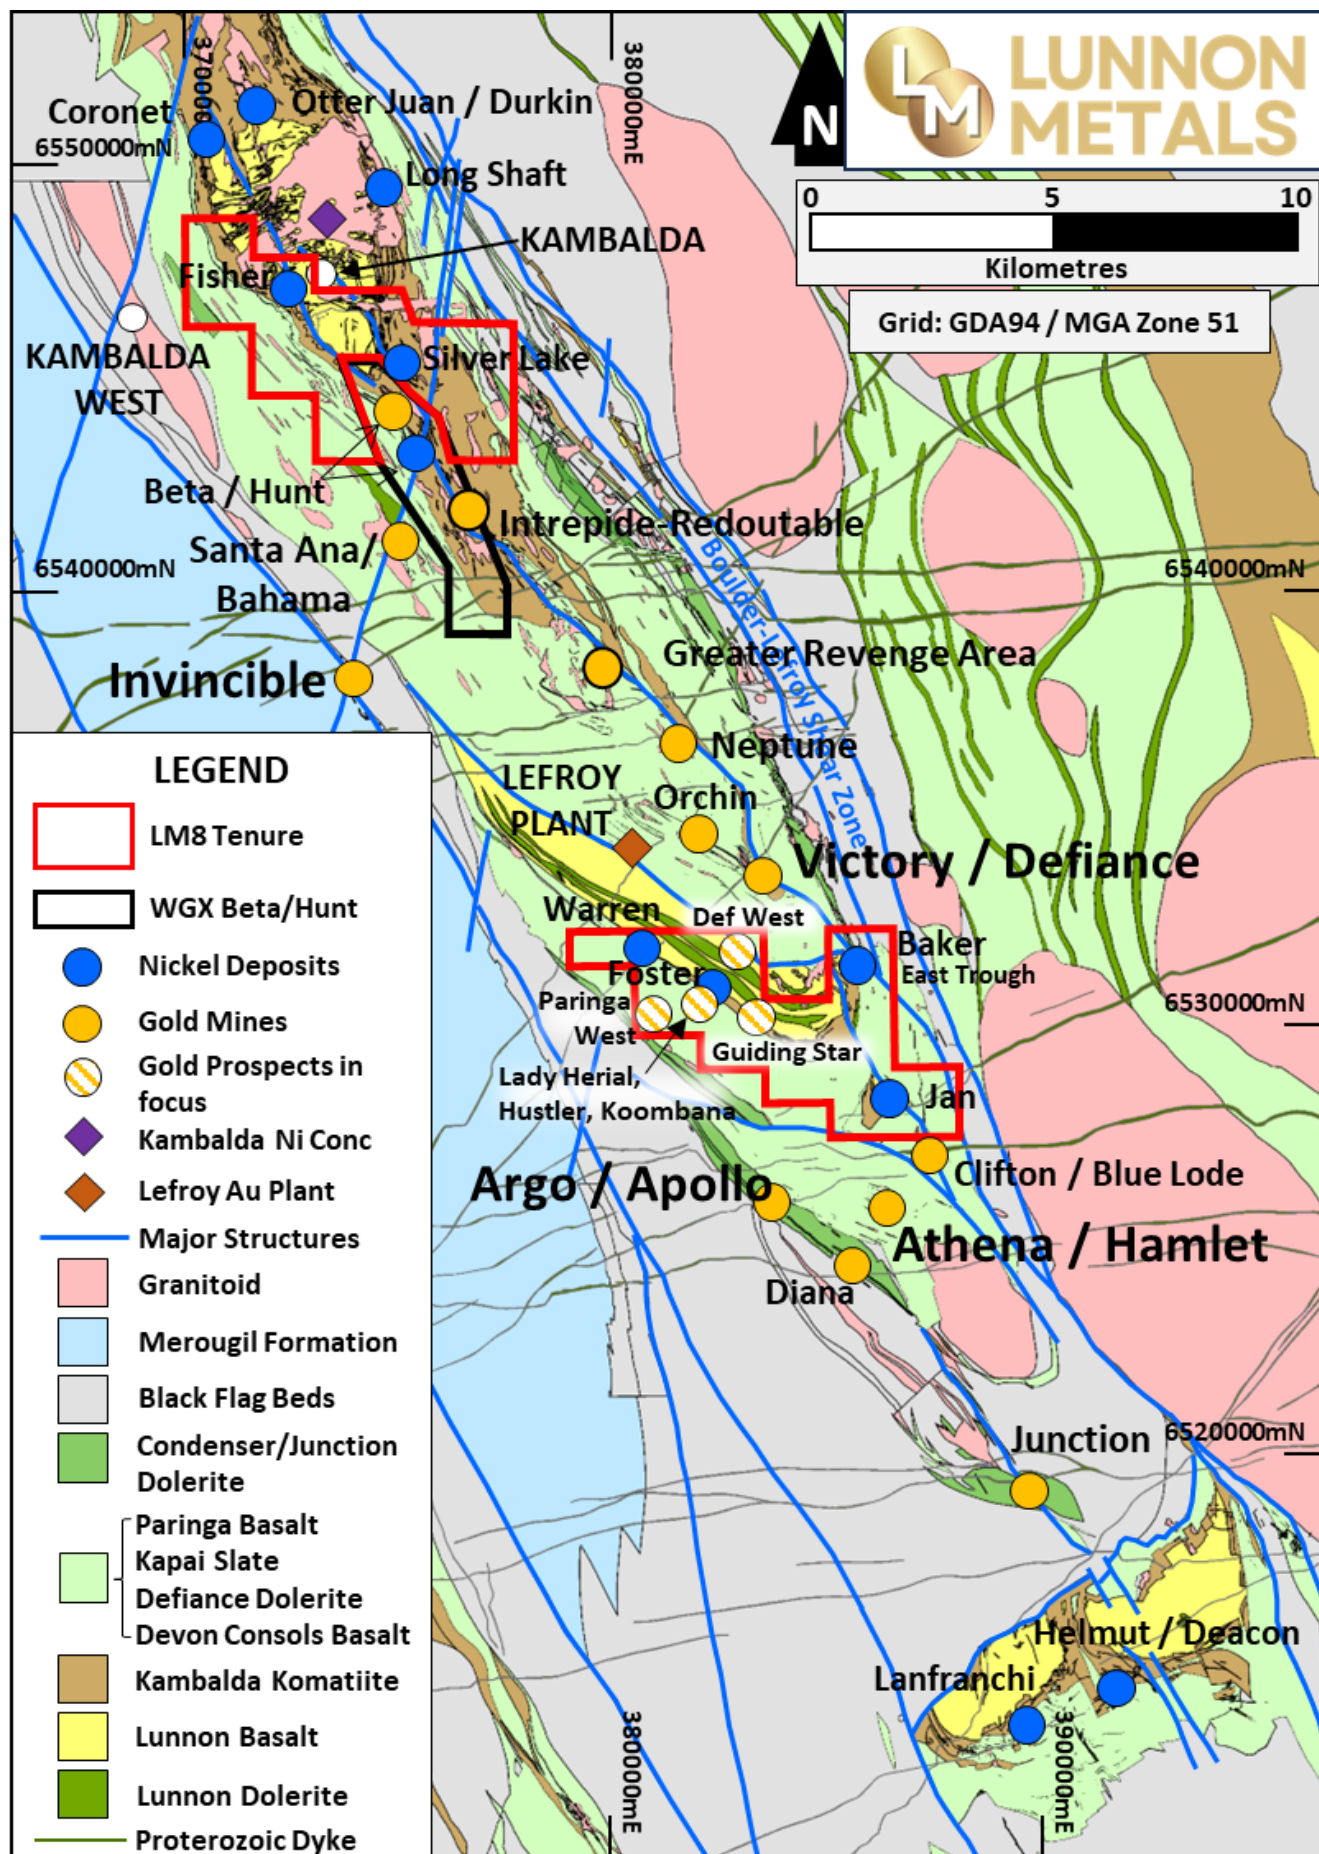 370000
380000mE
N
LM
LUNNON
METALS
Coronet
6550000mN
Otter Juan / Durkin
Long Shaft
KAMBALDA
0 5 10
Kilometres
Grid: GDA94 / MGA Zone 51
Fisher
KAMBALDA
WEST
Silver Lake
Beta / Hunt
Intrepide-Redoutable
Santa Ana/
Bahama
6540000mN
6540000mN
Boulder-Lefroy Shear Zone
Invincible
Greater Revenge Area
Neptune
LEFROY
PLANT
Orchin
Victory / Defiance
Warren
Def West
Baker
East Trough
Foster
Paringa
West
Guiding Star
6530000mN
Lady Herial,
Hustler, Koombana
Jan
Argo / Apollo
Clifton / Blue Lode
Athena / Hamlet
Diana
Junction
6520000mN
Helmut / Deacon
Lanfranchi
380000mE
390000mE
LEGEND
LM8 Tenure
WGX Beta/Hunt
Nickel Deposits
Gold Mines
Gold Prospects in
focus
Kambalda Ni Conc
Lefroy Au Plant
Major Structures
Granitoid
Merougil Formation
Black Flag Beds
Condenser/Junction
Dolerite
Paringa Basalt
Kapai Slate
Defiance Dolerite
Devon Consols Basalt
Kambalda Komatiite
Lunnon Basalt
Lunnon Dolerite
Proterozoic Dyke